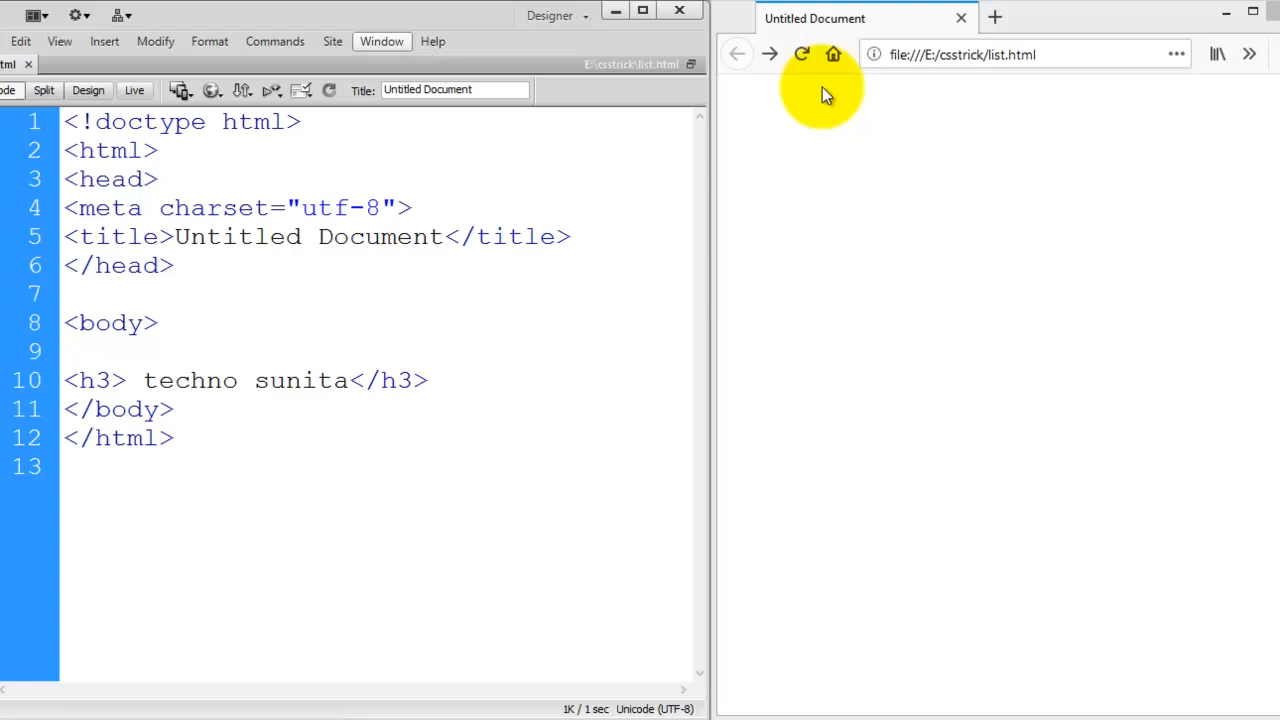 Designer
Untitled Document
Edit View Insert Modify Format Commands Site Window Help
file:///E:/csstrick/list.html
E:\csstrick\list.html
Split Design Live Title: Untitled Document
1 <!doctype html>
2 <html>
3 <head>
4 <meta charset="utf-8">
5 <title>Untitled Document</title>
6 </head>
7
8 <body>
9
10 <h3> techno sunita</h3>
11 </body>
12 </html>
13
1K / 1 sec Unicode (UTF-8)